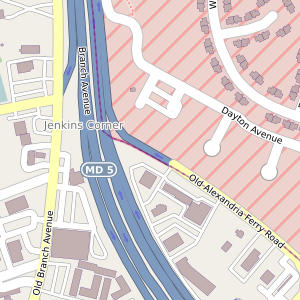 W
Branch Avenue
Dayton Avenue
Jenkins Corner
MD 5
Old Alexandria Ferry Road
Old Branch Avenue